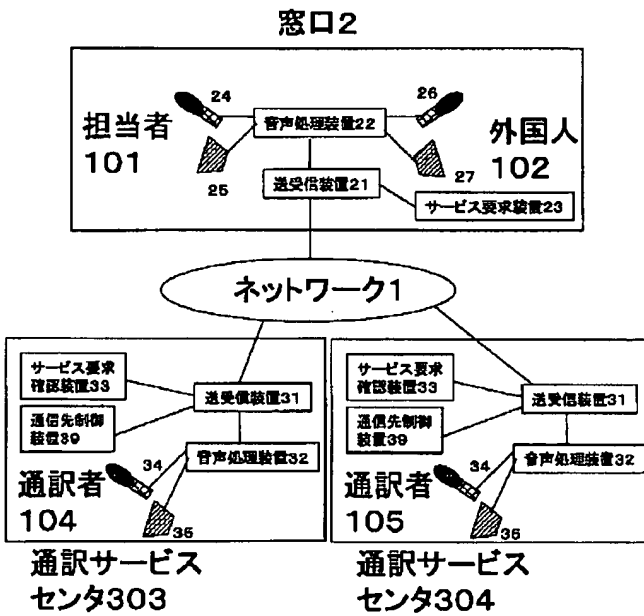 窓口2
24
26
担当者
101
音声処理装置22
外国人
102
25
27
送受信装置21
サービス要求装置23
ネットワーク1
サービス要求
確認装置33
送受信装置31
通信先制御
装置39
音声処理装置32
34
通訳者
104
35
通訳サービス
センタ303
サービス要求
確認装置33
送受信装置31
通信先制御
装置39
音声処理装置32
34
通訳者
105
35
通訳サービス
センタ304